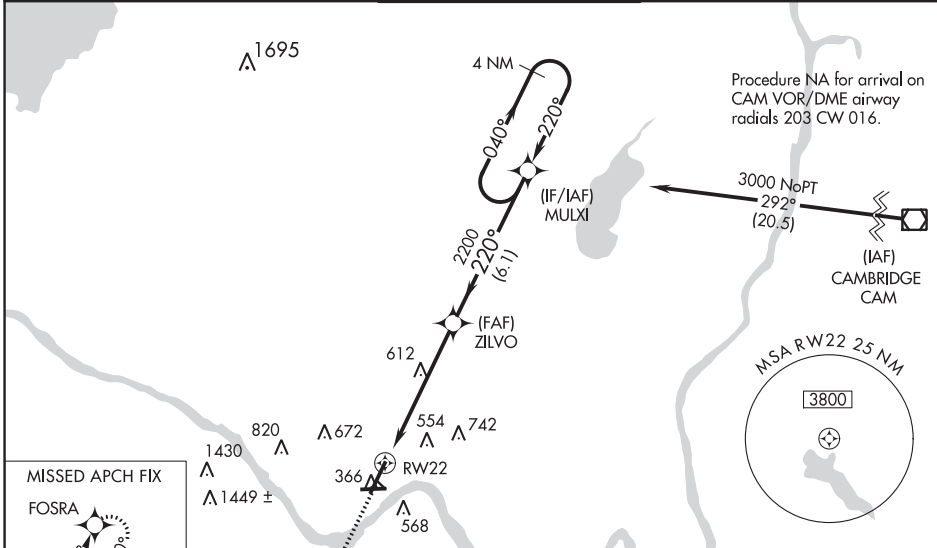 1695
4 NM
040°
220°
Procedure NA for arrival on
CAM VOR/DME airway
radials 203 CW 016.
(IF/IAF)
MULXI
3000 NoPT
292°
(20.5)
(IAF)
CAMBRIDGE
CAM
2200
220°
(6.1)
(FAF)
ZILVO
612
MSA RW22 25 NM
3800
820
672
554
742
1430
1449 ±
366
RW22
568
MISSED APCH FIX
FOSRA